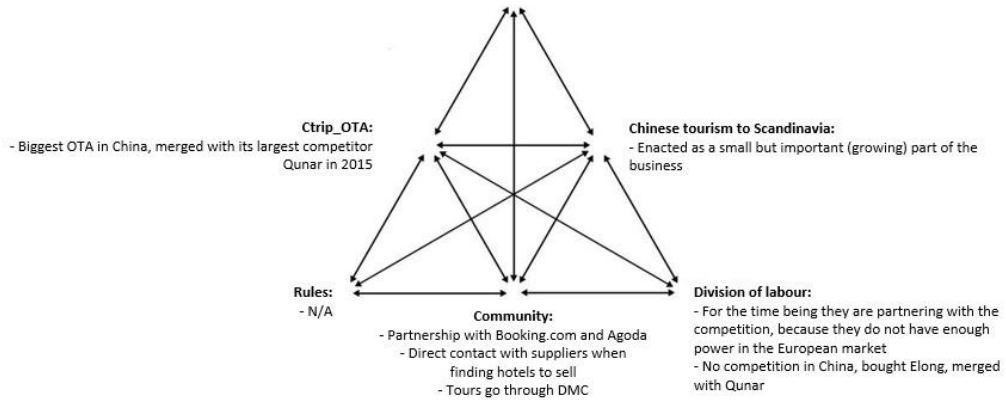 Ctrip_OTA:
- Biggest OTA in China, merged with its largest competitor
Qunar in 2015
Chinese tourism to Scandinavia:
- Enacted as a small but important (growing) part of the
business
Rules:
- N/A
Community:
- Partnership with Booking.com and Agoda
- Direct contact with suppliers when
finding hotels to sell
- Tours go through DMC
Division of labour:
- For the time being they are partnering with the
competition, because they do not have enough
power in the European market
- No competition in China, bought Elong, merged
with Qunar